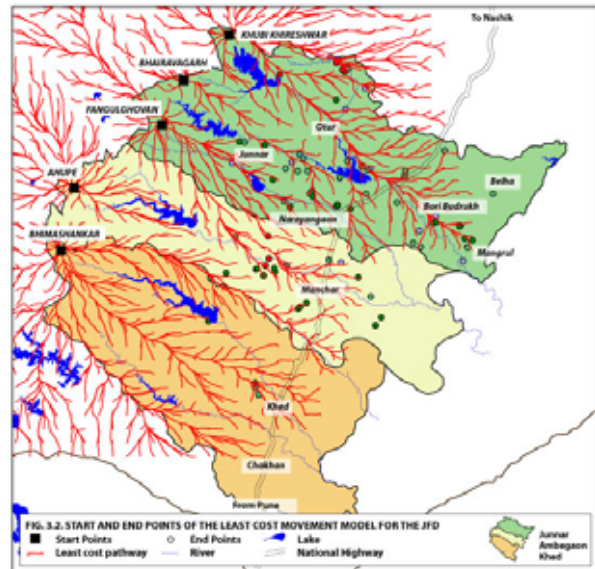 To Nashik
KHUBI KHIRESHWAR
BHAIRAVAGARH
FANGULGHOVAN
Otur
Junnar
AHUPE
Belha
Bori Budrukh
Narayangaon
BHIMASHANKAR
Mangrul
Manchar
Khed
Chakhan
From Pune
FIG. 3.2. START AND END POINTS OF THE LEAST COST MOVEMENT MODEL FOR THE JFD
Start Points End Points Lake
Least cost pathway River National Highway
Junnar
Ambegaon
Khed